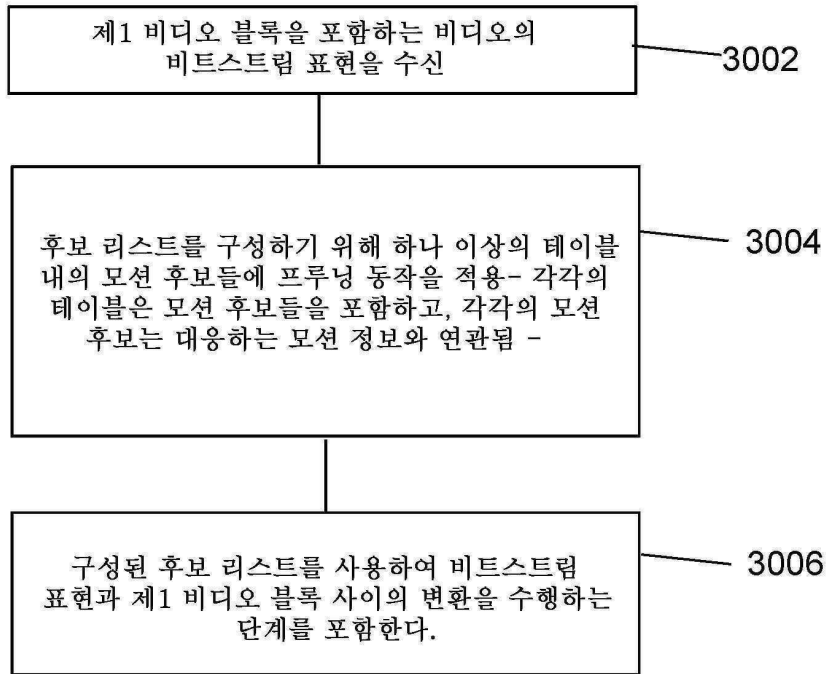 제1 비디오 블록을 포함하는 비디오의
비트스트림 표현을 수신
3002
후보 리스트를 구성하기 위해 하나 이상의 테이블
내의 모션 후보들에 프루닝 동작을 적용- 각각의
테이블은 모션 후보들을 포함하고, 각각의 모션
후보는 대응하는 모션 정보와 연관됨 -
3004
구성된 후보 리스트를 사용하여 비트스트림
표현과 제1 비디오 블록 사이의 변환을 수행하는
단계를 포함한다.
3006